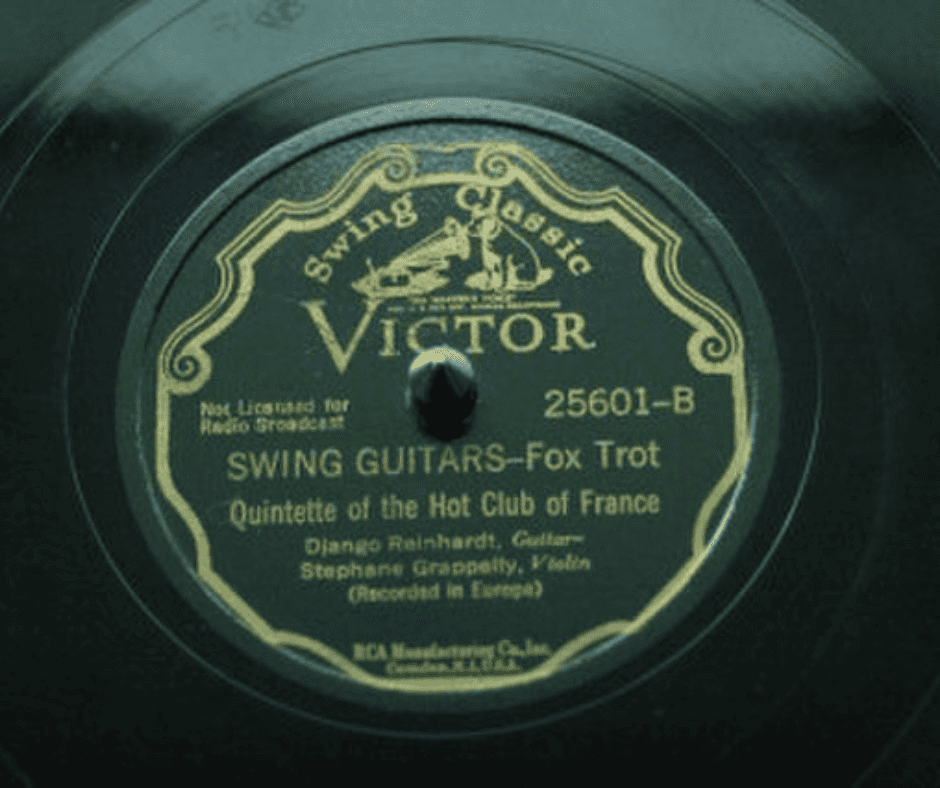 Swing Classic
VICTOR
Not Licensed for
Radio Broadcast
25601-B
SWING GUITARS-Fox Trot
Quintette of the Hot Club of France
Django Reinhardt, Guitar-
Stephane Grappelly, Violin
(Recorded in Europe)
RCA Manufacturing Co., Inc.
Camden, N.J., U.S.A.